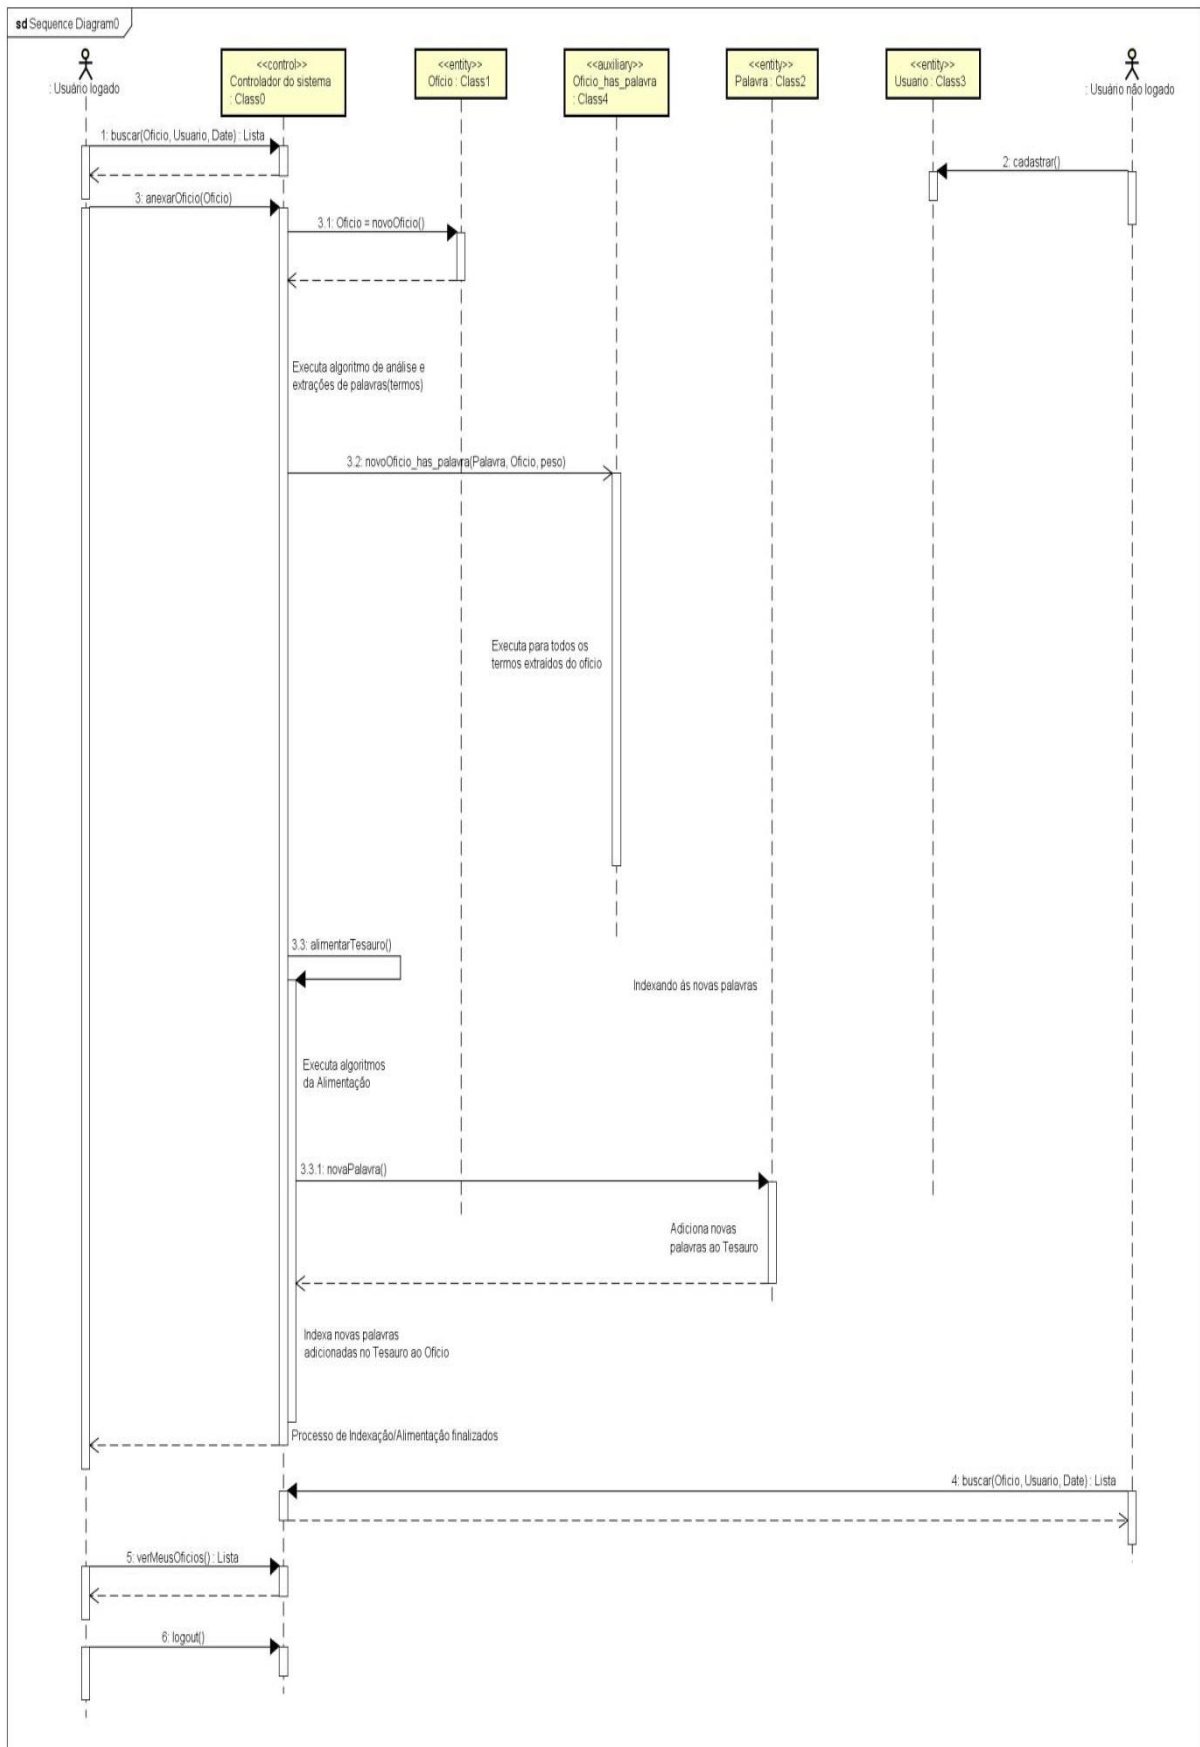 sd Sequence Diagram0
: Usuário logado
<<control>>
Controlador do sistema
: Class0
<<entity>>
Ofício : Class1
<<auxiliary>>
Oficio_has_palavra
: Class4
<<entity>>
Palavra : Class2
<<entity>>
Usuario : Class3
: Usuário não logado
1: buscar(Oficio, Usuario, Date) : Lista
2: cadastrar()
3: anexarOficio(Oficio)
3.1: Oficio = novoOficio()
Executa algoritmo de análise e
extrações de palavras(termos)
3.2: novoOficio_has_palavra(Palavra, Oficio, peso)
Executa para todos os
termos extraídos do ofício
3.3: alimentarTesauro()
Indexando às novas palavras
Executa algoritmos
da Alimentação
3.3.1: novaPalavra()
Adiciona novas
palavras ao Tesauro
Indexa novas palavras
adicionadas no Tesauro ao Ofício
Processo de Indexação/Alimentação finalizados
4: buscar(Oficio, Usuario, Date) : Lista
5: verMeusOficios() : Lista
6: logout()